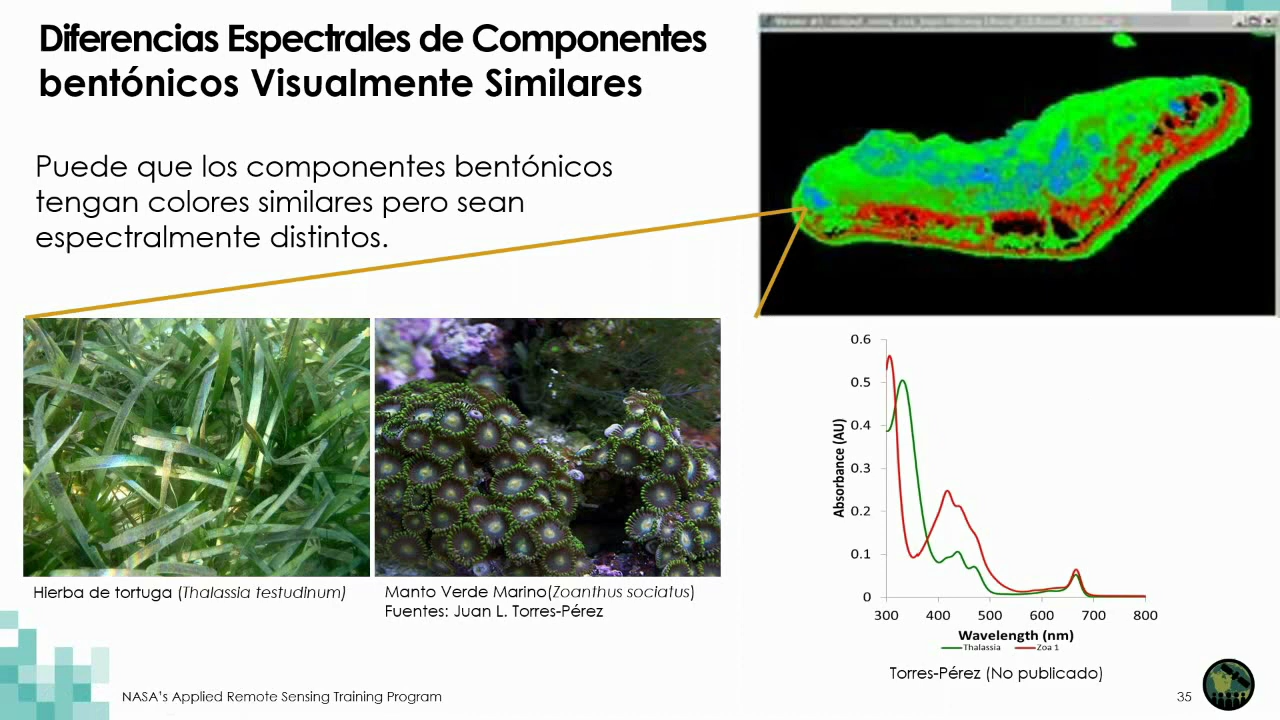 Diferencias Espectrales de Componentes
bentónicos Visualmente Similares
Puede que los componentes bentónicos
tengan colores similares pero sean
espectralmente distintos.
Hierba de tortuga (Thalassia testudinum)
Manto Verde Marino(Zoanthus sociatus)
Fuentes: Juan L. Torres-Pérez
0.6
0.5
0.4
0.3
0.2
0.1
0
Absorbance (AU)
300 400 500 600 700 800
Wavelength (nm)
Thalassia Zoa 1
Torres-Pérez (No publicado)
NASA's Applied Remote Sensing Training Program
35